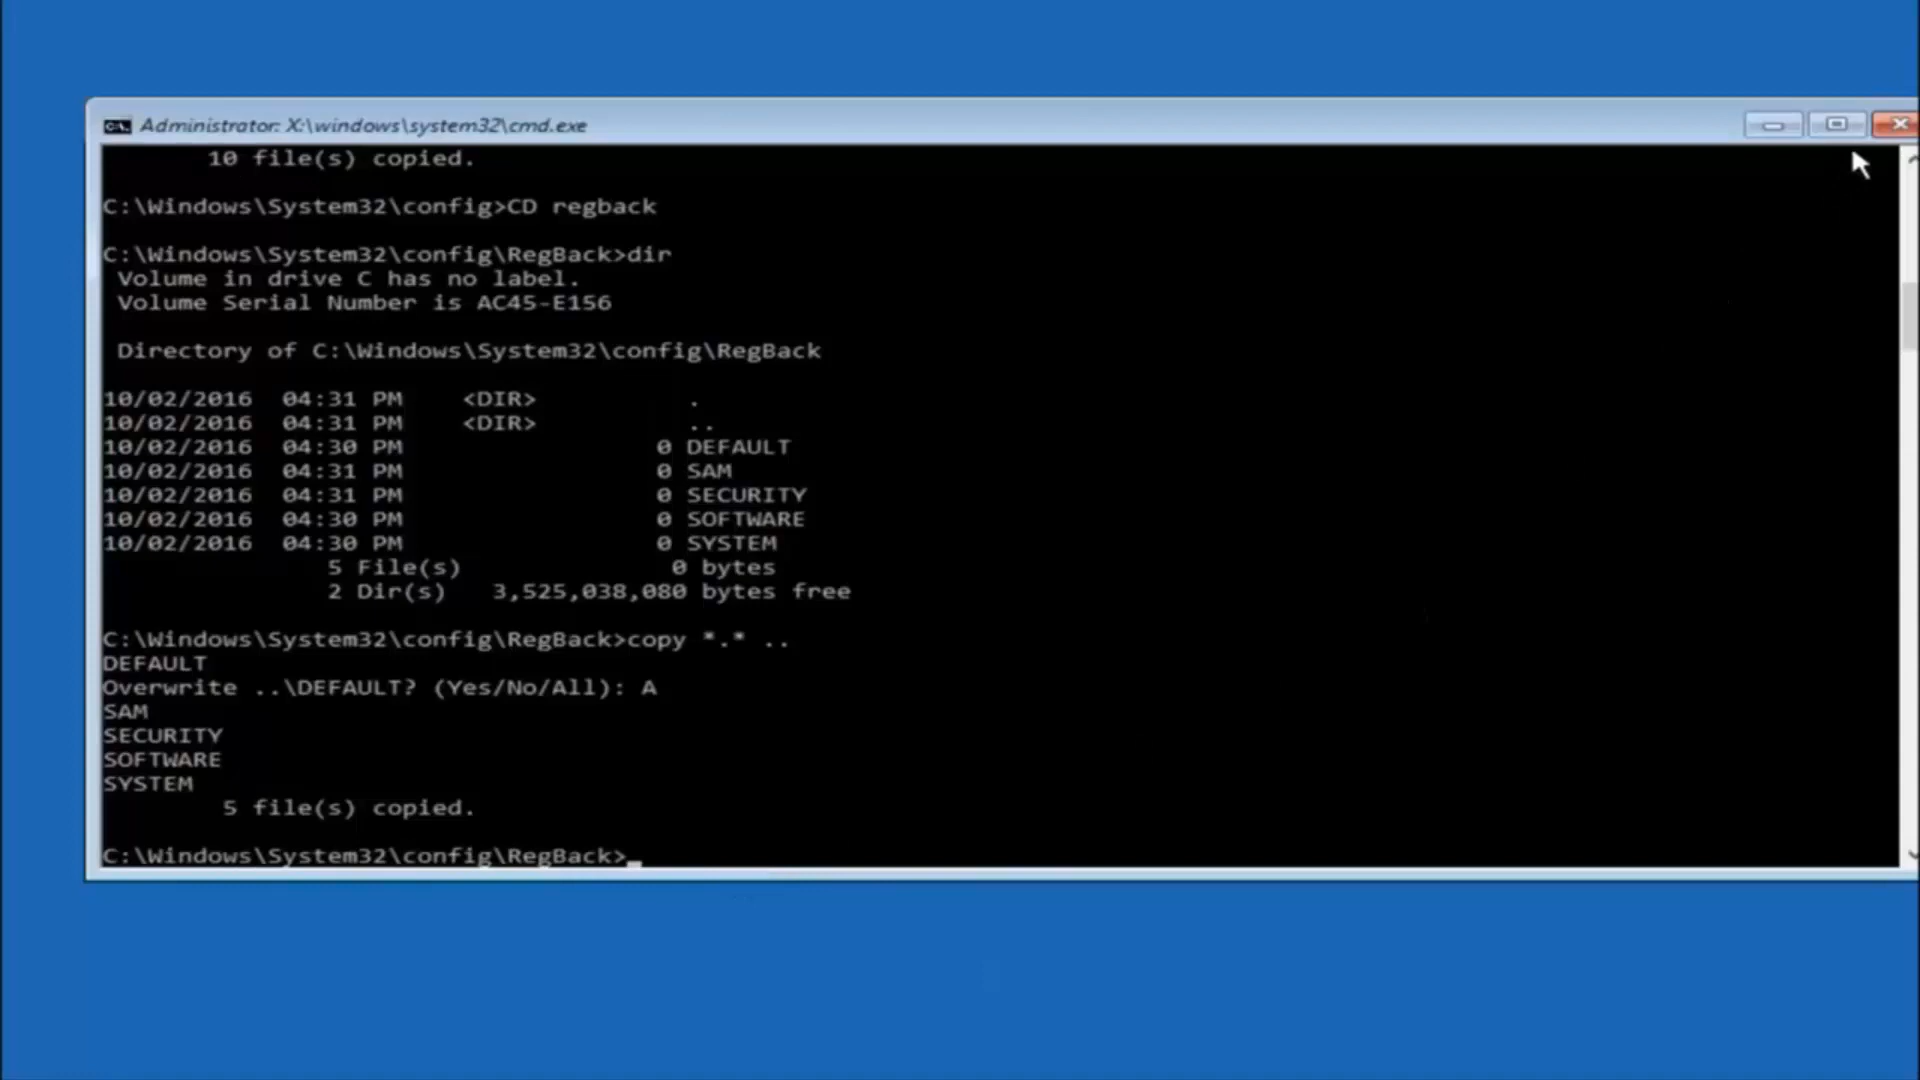 Administrator: X:\windows\system32\cmd.exe
10 file(s) copied.
C:\Windows\System32\config>CD regback
C:\Windows\System32\config\RegBack>dir
Volume in drive C has no label.
Volume Serial Number is AC45-E156
Directory of C:\Windows\System32\config\RegBack
10/02/2016  04:31 PM    <DIR>          .
10/02/2016  04:31 PM    <DIR>          ..
10/02/2016  04:30 PM                 0 DEFAULT
10/02/2016  04:31 PM                 0 SAM
10/02/2016  04:31 PM                 0 SECURITY
10/02/2016  04:30 PM                 0 SOFTWARE
10/02/2016  04:30 PM                 0 SYSTEM
5 File(s)              0 bytes
2 Dir(s)   3,525,038,080 bytes free
C:\Windows\System32\config\RegBack>copy *.* ..
DEFAULT
Overwrite ..\DEFAULT? (Yes/No/All): A
SAM
SECURITY
SOFTWARE
SYSTEM
5 file(s) copied.
C:\Windows\System32\config\RegBack>_